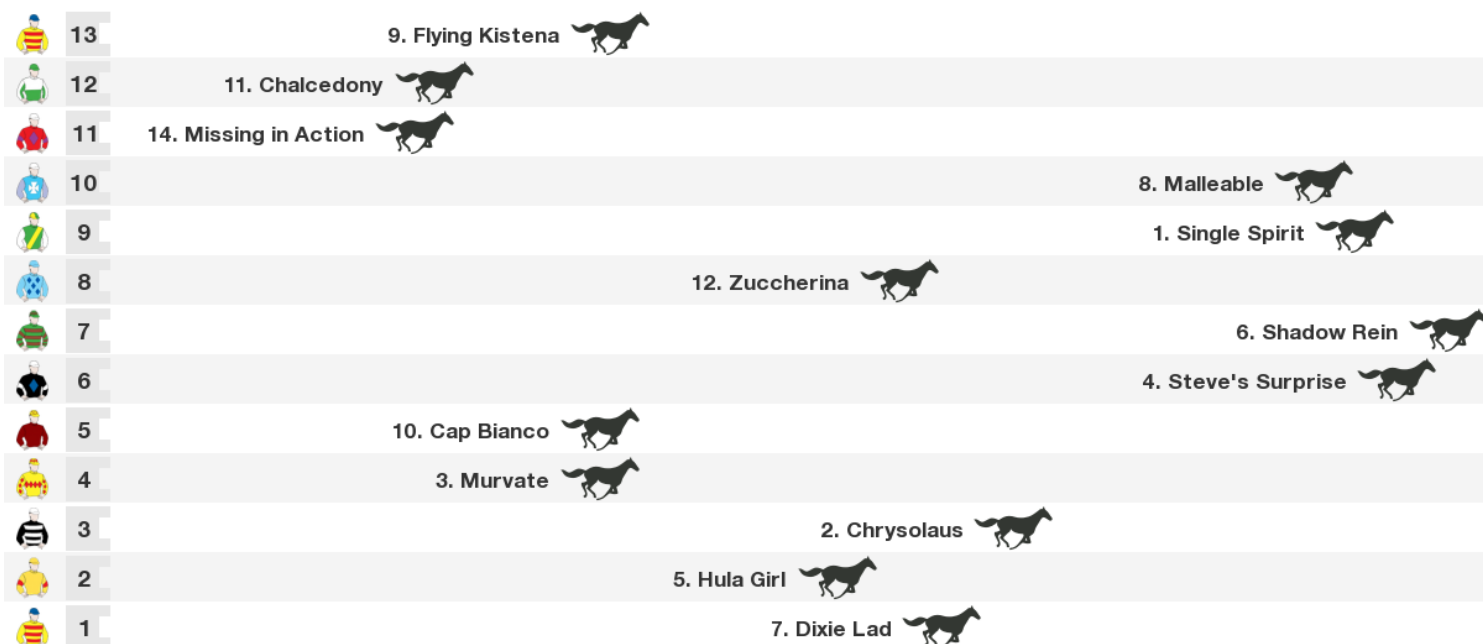 13 9. Flying Kistena
12 11. Chalcedony
11 14. Missing in Action
10 8. Malleable
9 1. Single Spirit
8 12. Zuccherina
7 6. Shadow Rein
6 4. Steve's Surprise
5 10. Cap Bianco
4 3. Murvate
3 2. Chrysolaus
2 5. Hula Girl
1 7. Dixie Lad